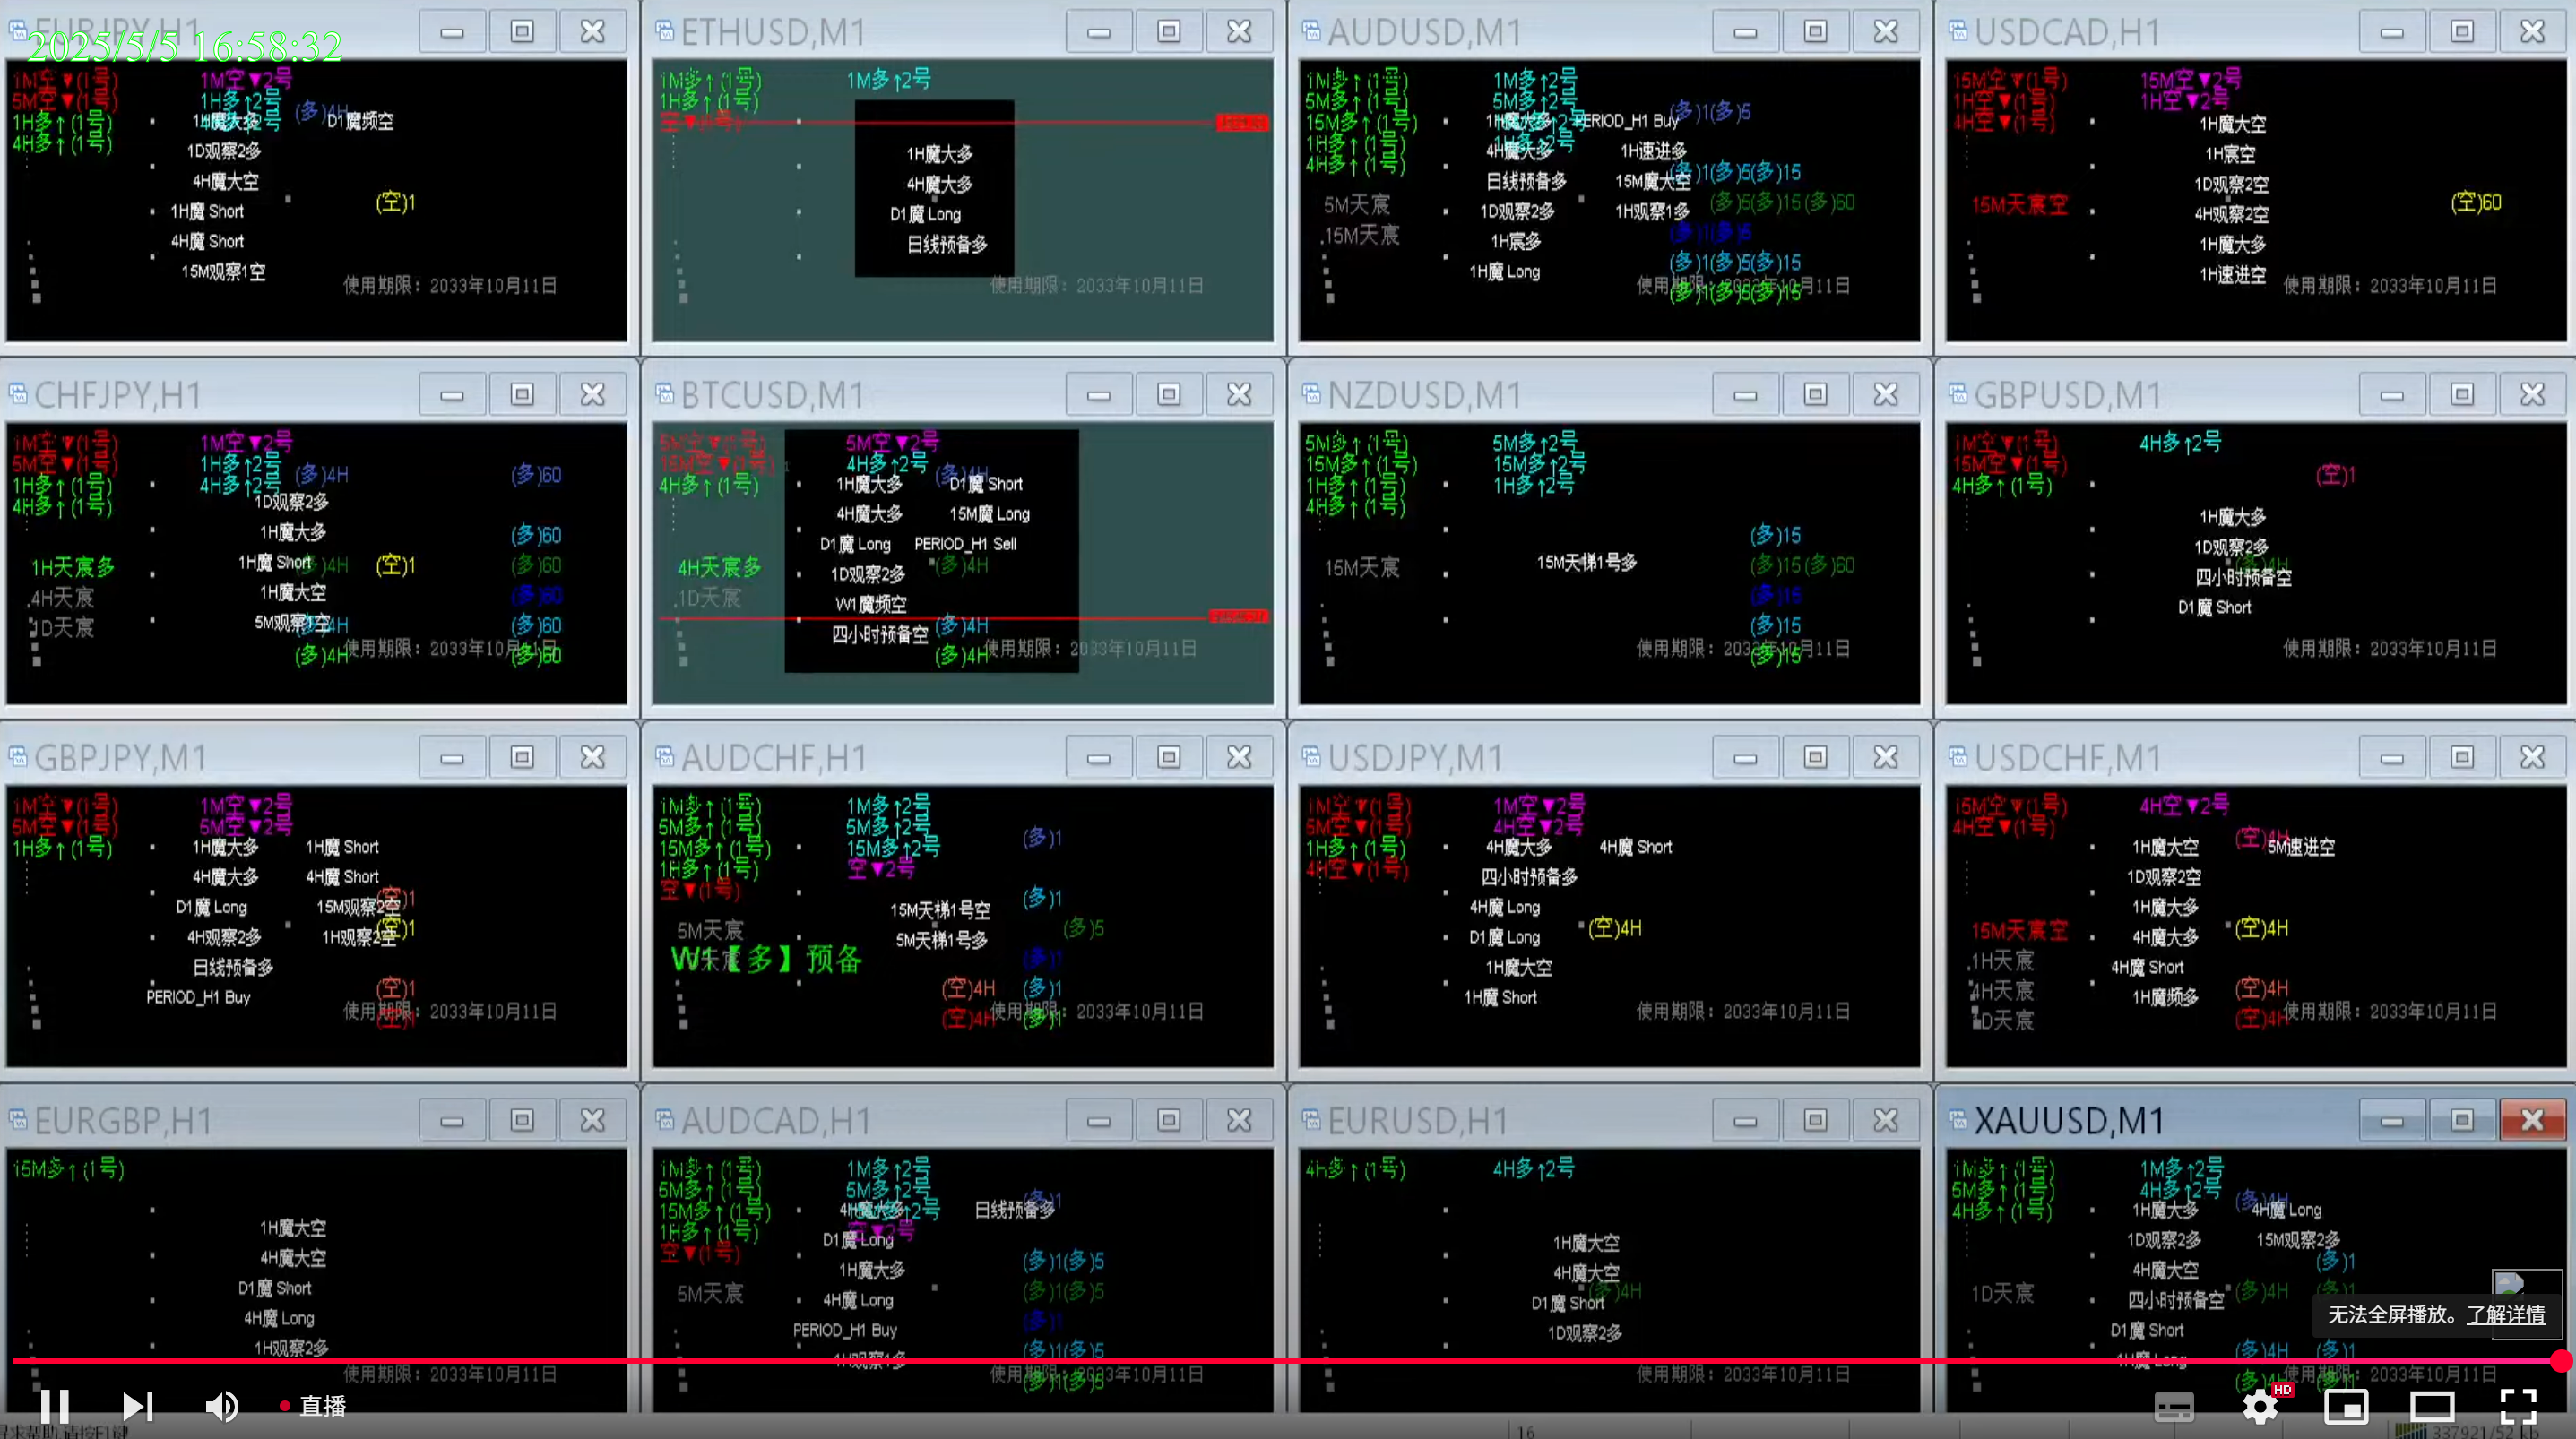 EURJPY,H1
2025/5/5 16:58:32
1M空▼(1号)
5M空▼(1号)
1H多↑(1号)
4H多↑(1号)
1M空▼2号
1H多↑2号
(多)4H
1H魔大多
D1魔频空
1D观察2多
4H魔大空
1H魔 Short
4H魔 Short
15M观察1空
(空)1
使用期限：2033年10月11日
ETHUSD,M1
1M多↑(1号)
1H多↑(1号)
空▼(1号)
1M多↑2号
1H魔大多
4H魔大多
D1魔 Long
日线预备多
使用期限：2033年10月11日
AUDUSD,M1
1M多↑(1号)
5M多↑(1号)
15M多↑(1号)
1H多↑(1号)
4H多↑(1号)
1M多↑2号
5M多↑2号
1H多↑2号
(多)1(多)5
1H魔大多
PERIOD_H1 Buy
4H魔大多
1H速进多
日线预备多
15M魔大空
(多)1(多)5(多)15
5M天宸
1D观察2多
1H观察1多
(多)5(多)15(多)60
15M天宸
1H宸多
(多)1(多)5
1H魔 Long
(多)1(多)5(多)15
使用期限：2033年10月11日
(多)1(多)5(多)15
USDCAD,H1
15M空▼(1号)
1H空▼(1号)
4H空▼(1号)
15M空▼2号
1H空▼2号
1H魔大空
1H宸空
1D观察2空
15M天宸空
4H观察2空
(空)60
1H魔大多
1H速进空
使用期限：2033年10月11日
CHFJPY,H1
1M空▼(1号)
5M空▼(1号)
1H多↑(1号)
4H多↑(1号)
1M空▼2号
1H多↑2号
4H多↑2号
(多)4H
(多)60
1D观察2多
1H魔大多
(多)60
1H魔 Short
1H天宸多
(多)4H
(空)1
(多)60
4H天宸
1H魔大空
(多)60
1D天宸
5M观察1空
(多)4H
(多)60
(多)4H
使用期限：2033年10月11日
(多)60
BTCUSD,M1
5M空▼(1号)
15M空▼(1号)
4H多↑(1号)
5M空▼2号
4H多↑2号
(多)4H
1H魔大多
D1魔 Short
4H魔大多
15M魔 Long
D1魔 Long
PERIOD_H1 Sell
4H天宸多
1D观察2多
(多)4H
1D天宸
W1魔频空
四小时预备空
(多)4H
(多)4H
使用期限：2033年10月11日
NZDUSD,M1
5M多↑(1号)
15M多↑(1号)
1H多↑(1号)
4H多↑(1号)
5M多↑2号
15M多↑2号
1H多↑2号
(多)15
15M天宸
15M天梯1号多
(多)15(多)60
(多)15
(多)15
使用期限：2033年10月11日
(多)15
GBPUSD,M1
1M空▼(1号)
15M空▼(1号)
4H多↑(1号)
4H多↑2号
(空)1
1H魔大多
1D观察2多
(多)4H
四小时预备空
D1魔 Short
使用期限：2033年10月11日
GBPJPY,M1
1M空▼(1号)
5M空▼(1号)
1H多↑(1号)
1M空▼2号
5M空▼2号
1H魔大多
1H魔 Short
4H魔大多
4H魔 Short
(空)1
D1魔 Long
15M观察2空
(空)1
4H观察2多
1H观察2空
日线预备多
(空)1
PERIOD_H1 Buy
使用期限：2033年10月11日
(空)1
AUDCHF,H1
1M多↑(1号)
5M多↑(1号)
15M多↑(1号)
1H多↑(1号)
空▼(1号)
1M多↑2号
5M多↑2号
15M多↑2号
空▼2号
(多)1
(多)1
15M天梯1号空
5M天宸
(多)5
5M天梯1号多
W1【多】预备
(多)1
(空)4H
(多)1
(空)4H
(多)1
使用期限：2033年10月11日
USDJPY,M1
1M空▼(1号)
5M空▼(1号)
1H多↑(1号)
4H空▼(1号)
1M空▼2号
4H空▼2号
4H魔大多
4H魔 Short
四小时预备多
4H魔 Long
D1魔 Long
(空)4H
1H魔大空
1H魔 Short
使用期限：2033年10月11日
USDCHF,M1
15M空▼(1号)
4H空▼(1号)
4H空▼2号
(空)4H
1H魔大空
5M速进空
1D观察2空
1H魔大多
15M天宸空
4H魔大多
(空)4H
1H天宸
4H魔 Short
4H天宸
1H魔频多
(空)4H
1D天宸
(空)4H
使用期限：2033年10月11日
EURGBP,H1
15M多↑(1号)
1H魔大空
4H魔大空
D1魔 Short
4H魔 Long
1H观察2多
使用期限：2033年10月11日
AUDCAD,H1
1M多↑(1号)
5M多↑(1号)
15M多↑(1号)
1H多↑(1号)
空▼(1号)
1M多↑2号
5M多↑2号
空▼2号
4H魔大多
日线预备多
(多)1
D1魔 Long
1H魔大多
(多)1(多)5
5M天宸
4H魔 Long
(多)1(多)5
PERIOD_H1 Buy
(多)1
1H观察1多
(多)1(多)5
使用期限：2033年10月11日
(多)1(多)5
EURUSD,H1
4H多↑(1号)
4H多↑2号
1H魔大空
4H魔大空
(多)4H
D1魔 Short
1D观察2多
使用期限：2033年10月11日
XAUUSD,M1
1M多↑(1号)
5M多↑(1号)
4H多↑(1号)
1M多↑2号
4H多↑2号
(多)4H
1H魔大多
4H魔 Long
1D观察2多
15M观察2多
4H魔大空
(多)1
1D天宸
四小时预备空
(多)4H
(多)1
D1魔 Short
无法全屏播放。了解详情
1H魔 Long
(多)4H
(多)1
使用期限：2033年10月11日
直播
HD
16
337921/52 kb